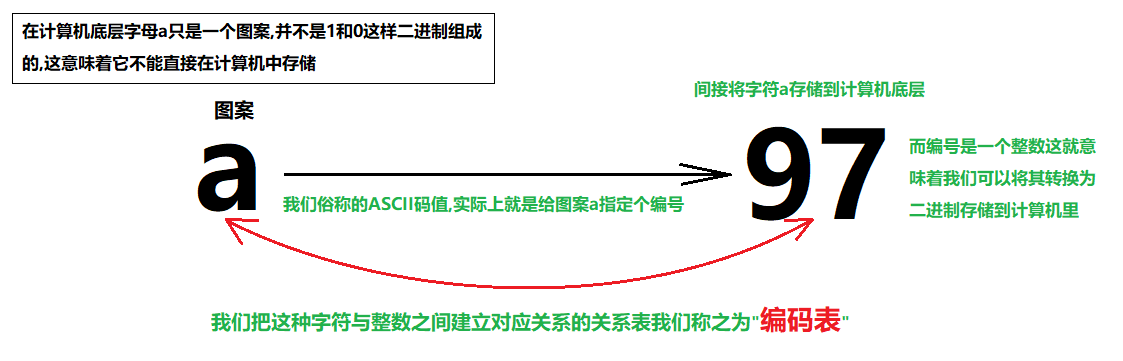 在计算机底层字母a只是一个图案,并不是1和0这样二进制组成
的,这意味着它不能直接在计算机中存储
图案
a
间接将字符a存储到计算机底层
97
而编号是一个整数这就意
味着我们可以将其转换为
二进制存储到计算机里
我们俗称的ASCII码值,实际上就是给图案a指定个编号
我们把这种字符与整数之间建立对应关系的关系表我们称之为"编码表"